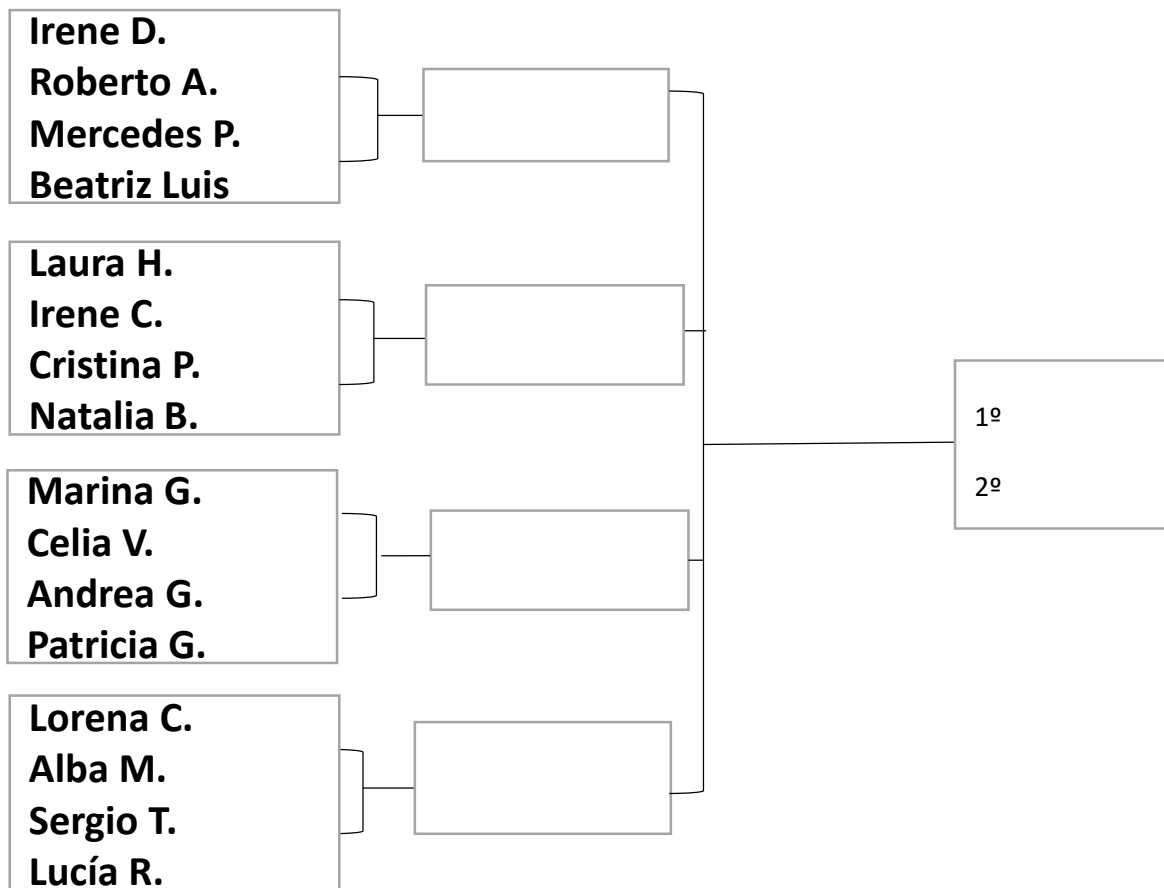 Irene D.
Roberto A.
Mercedes P.
Beatriz Luis
Laura H.
Irene C.
Cristina P.
Natalia B.
Marina G.
Celia V.
Andrea G.
Patricia G.
Lorena C.
Alba M.
Sergio T.
Lucía R.
1º
2º